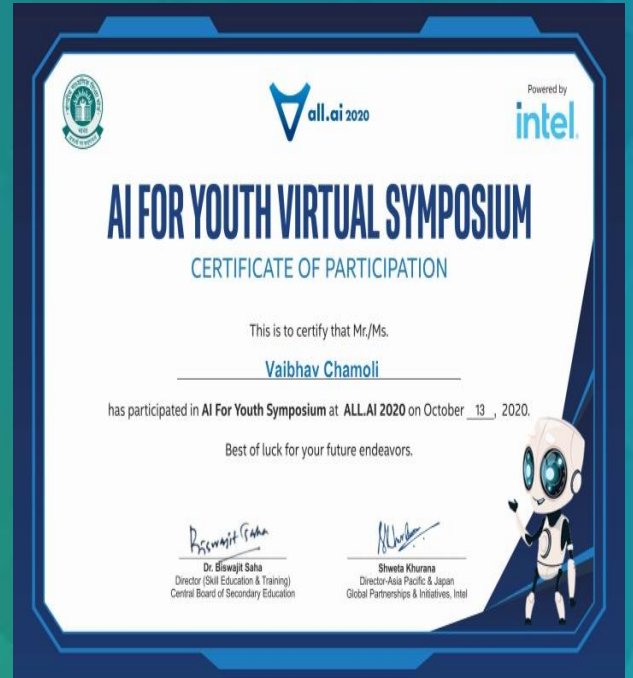 all.ai 2020
Powered by
intel.
AI FOR YOUTH VIRTUAL SYMPOSIUM
CERTIFICATE OF PARTICIPATION
This is to certify that Mr./Ms.
Vaibhav Chamoli
has participated in AI For Youth Symposium at ALL.AI 2020 on October 13, 2020.
Best of luck for your future endeavors.
Biswajit Saha
Dr. Biswajit Saha
Director (Skill Education & Training)
Central Board of Secondary Education
Shweta Khurana
Director-Asia Pacific & Japan
Global Partnerships & Initiatives, Intel